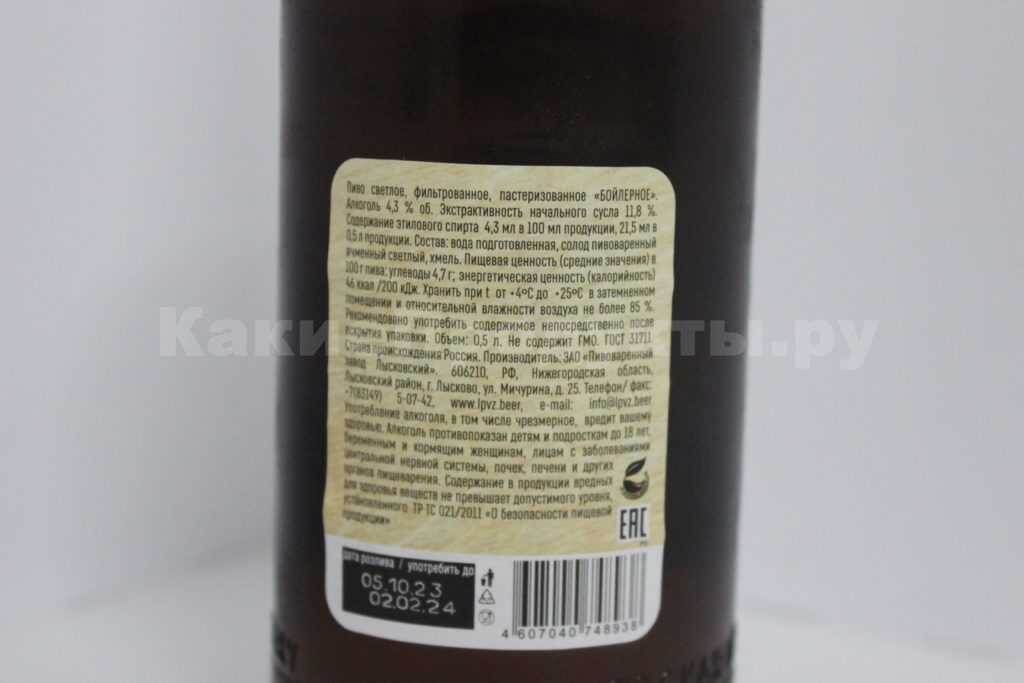 Пиво светлое, фильтрованное, пастеризованное «БОЙЛЕРНОЕ».
Алкоголь 4,3 % об. Экстрактивность начального сусла 11,8 %.
Содержание этилового спирта 4,3 мл в 100 мл продукции, 21,5 мл в
0,5 л продукции. Состав: вода подготовленная, солод пивоваренный
ячменный светлый, хмель. Пищевая ценность (средние значения) в
100 г пива: углеводы 4,7 г; энергетическая ценность (калорийность)
46 ккал /200 кДж. Хранить при t от +4ºС до +25ºС в затемненном
помещении и относительной влажности воздуха не более 85 %.
Рекомендовано употребить содержимое непосредственно после
вскрытия упаковки. Объем: 0,5 л. Не содержит ГМО. ГОСТ 31711.
Страна происхождения Россия. Производитель: ЗАО «Пивоваренный
завод Лысковский». 606210, РФ, Нижегородская область,
Лысковский район, г. Лысково, ул. Мичурина, д. 25. Телефон/ факс:
+7(83149) 5-07-42, www.lpvz.beer, e-mail: info@lpvz.beer
Употребление алкоголя, в том числе чрезмерное, вредит вашему
здоровью. Алкоголь противопоказан детям и подросткам до 18 лет,
беременным и кормящим женщинам, лицам с заболеваниями
центральной нервной системы, почек, печени и других
органов пищеварения. Содержание в продукции вредных
для здоровья веществ не превышает допустимого уровня,
установленного ТР ТС 021/2011 «О безопасности пищевой
продукции»
EAC
дата розлива / употребить до:
05.10.23
02.02.24
4 607040 748938